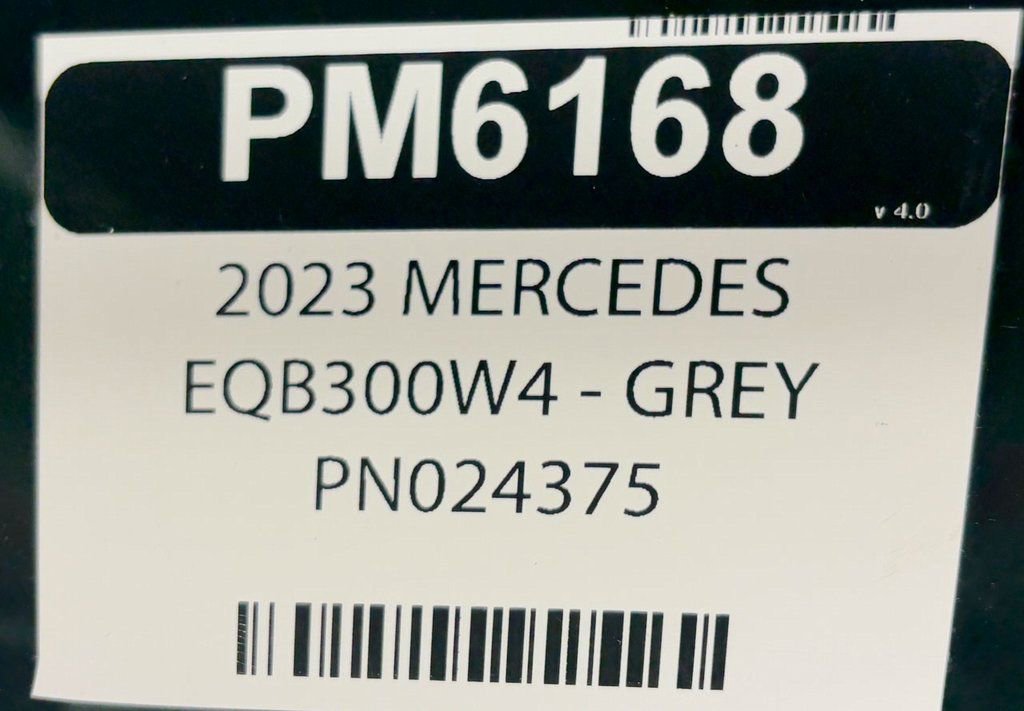 PM6168
v 4.0
2023 MERCEDES
EQB300W4 - GREY
PN024375